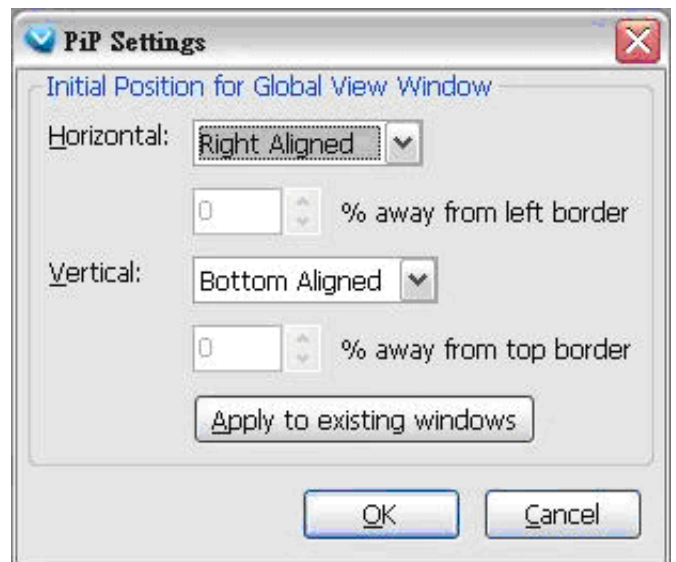 PiP Settings
Initial Position for Global View Window
Horizontal: Right Aligned
0 % away from left border
Vertical: Bottom Aligned
0 % away from top border
Apply to existing windows
OK Cancel